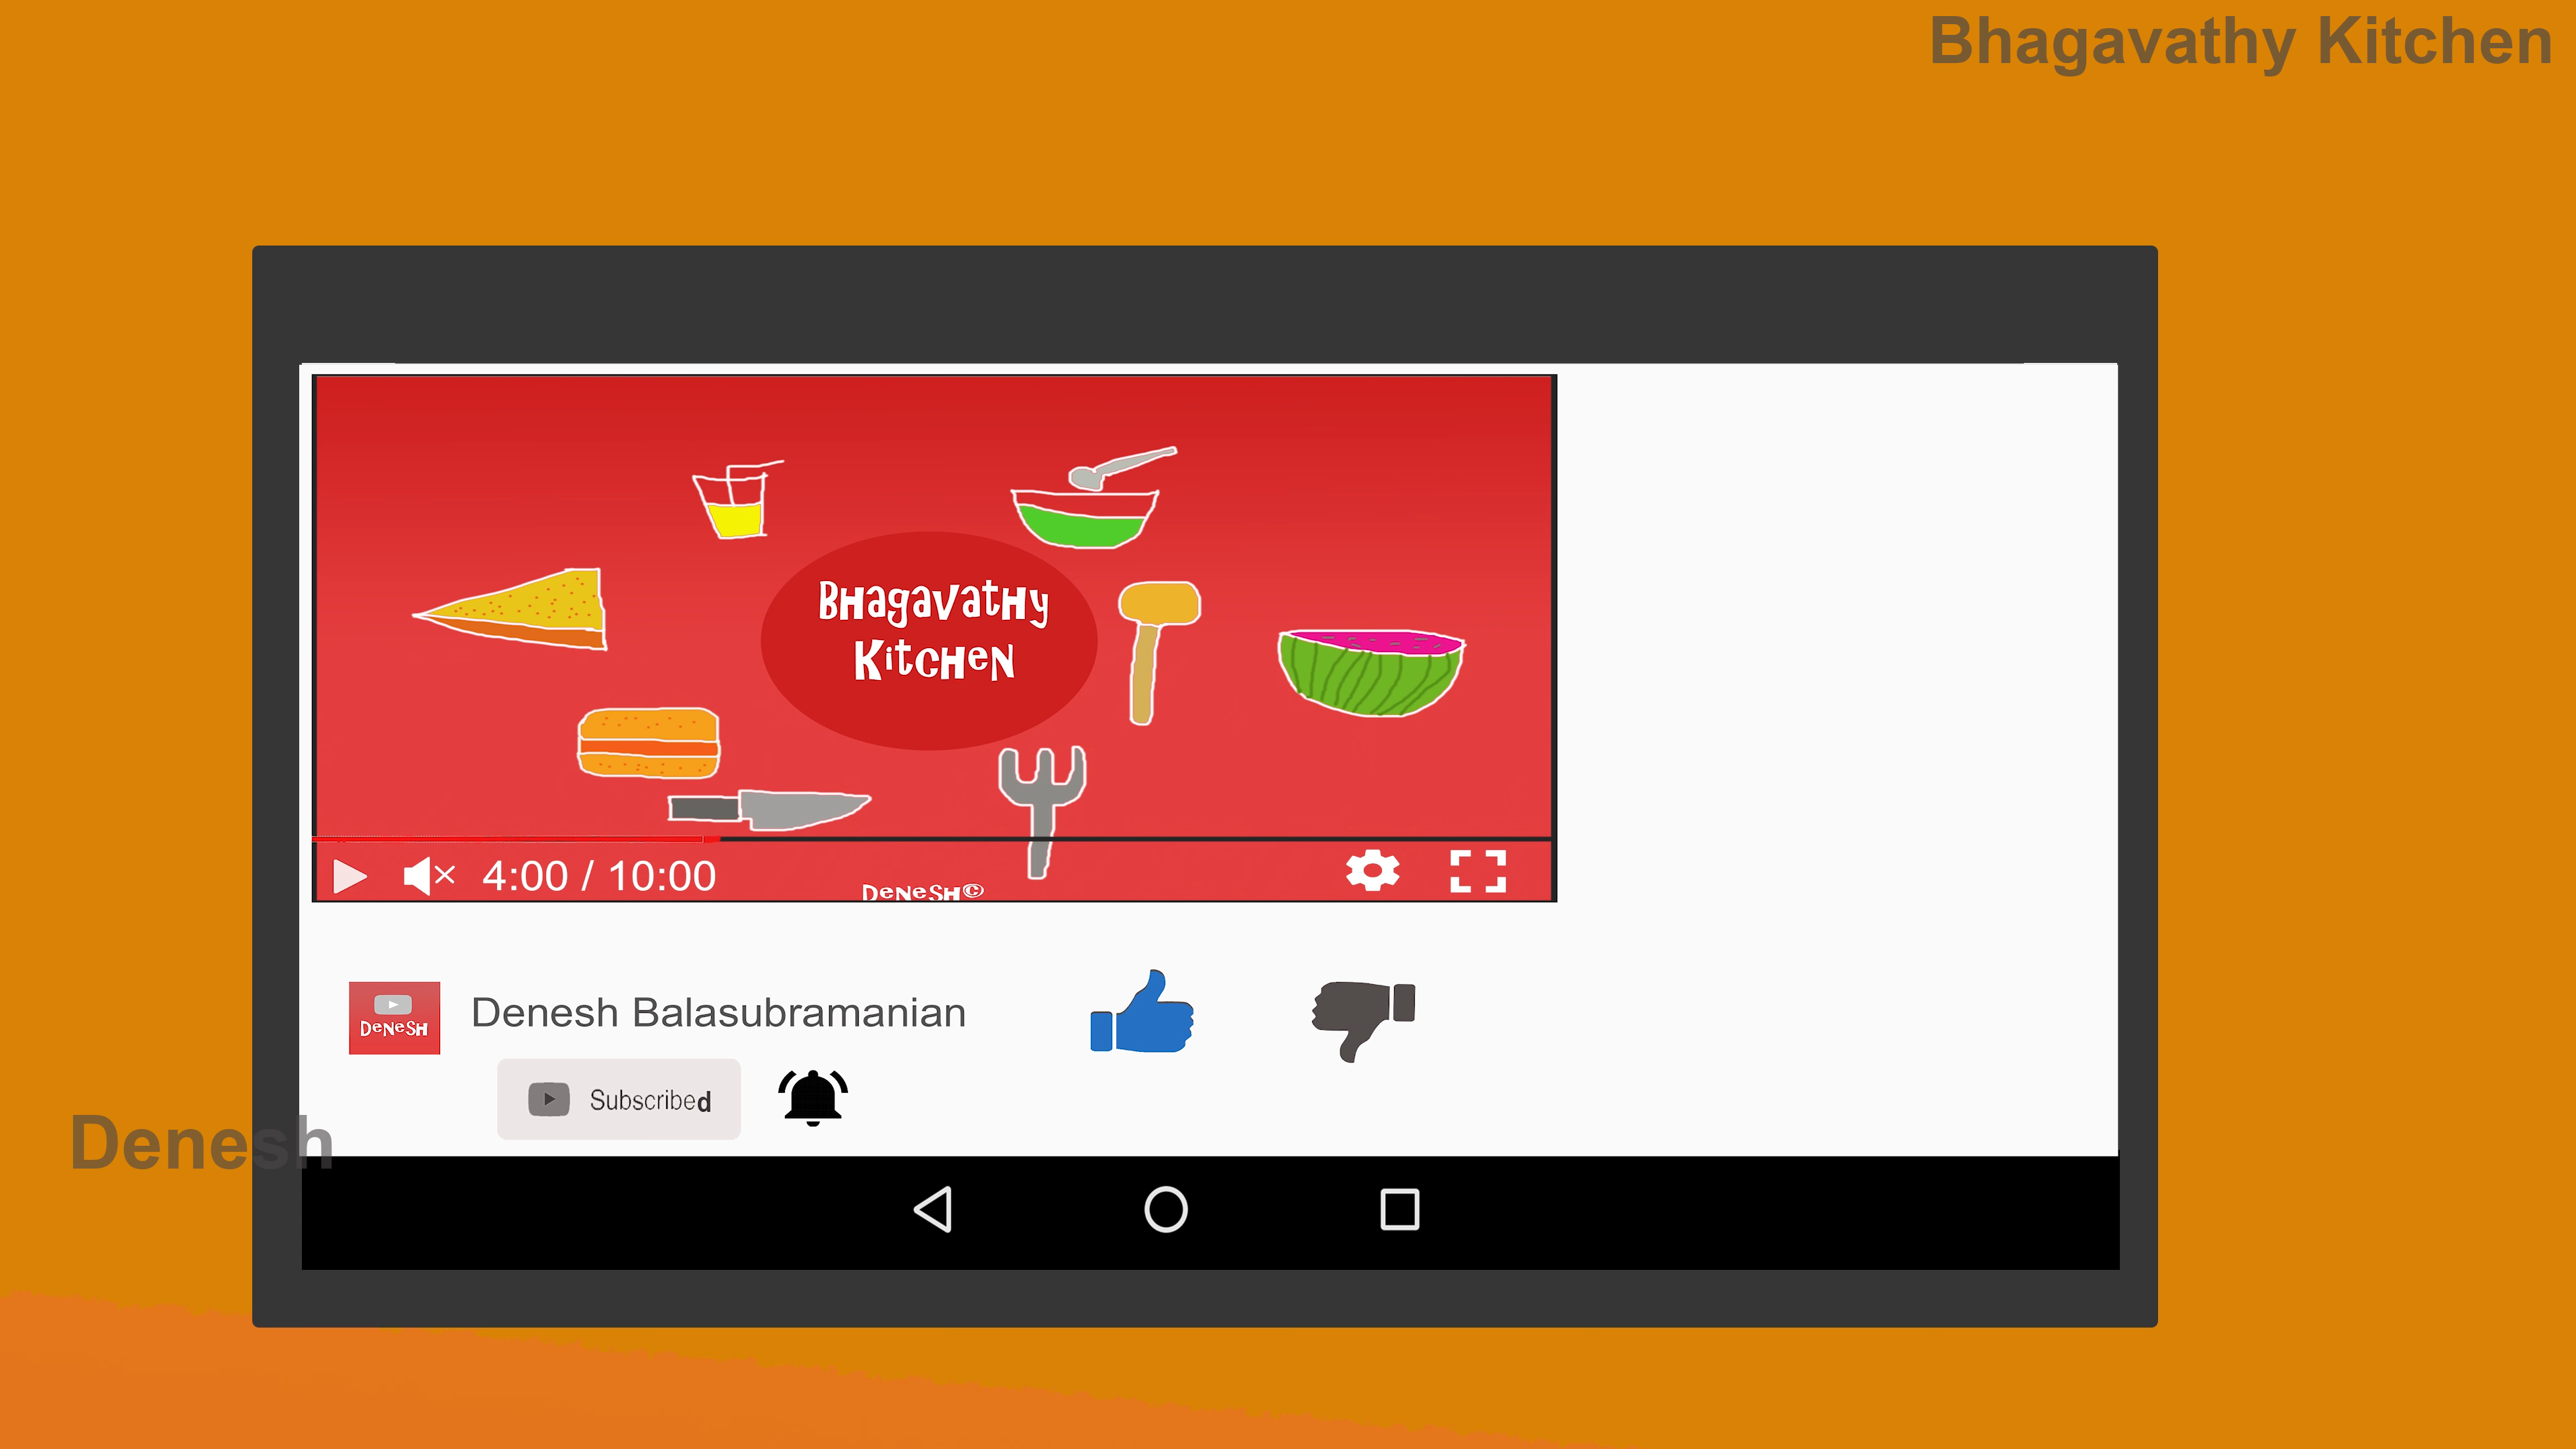 Bhagavathy Kitchen
BHagavatHy
KitcHeN
4:00 / 10:00
DeNeSH©
DeNeSH
Denesh Balasubramanian
Subscribed
Denesh